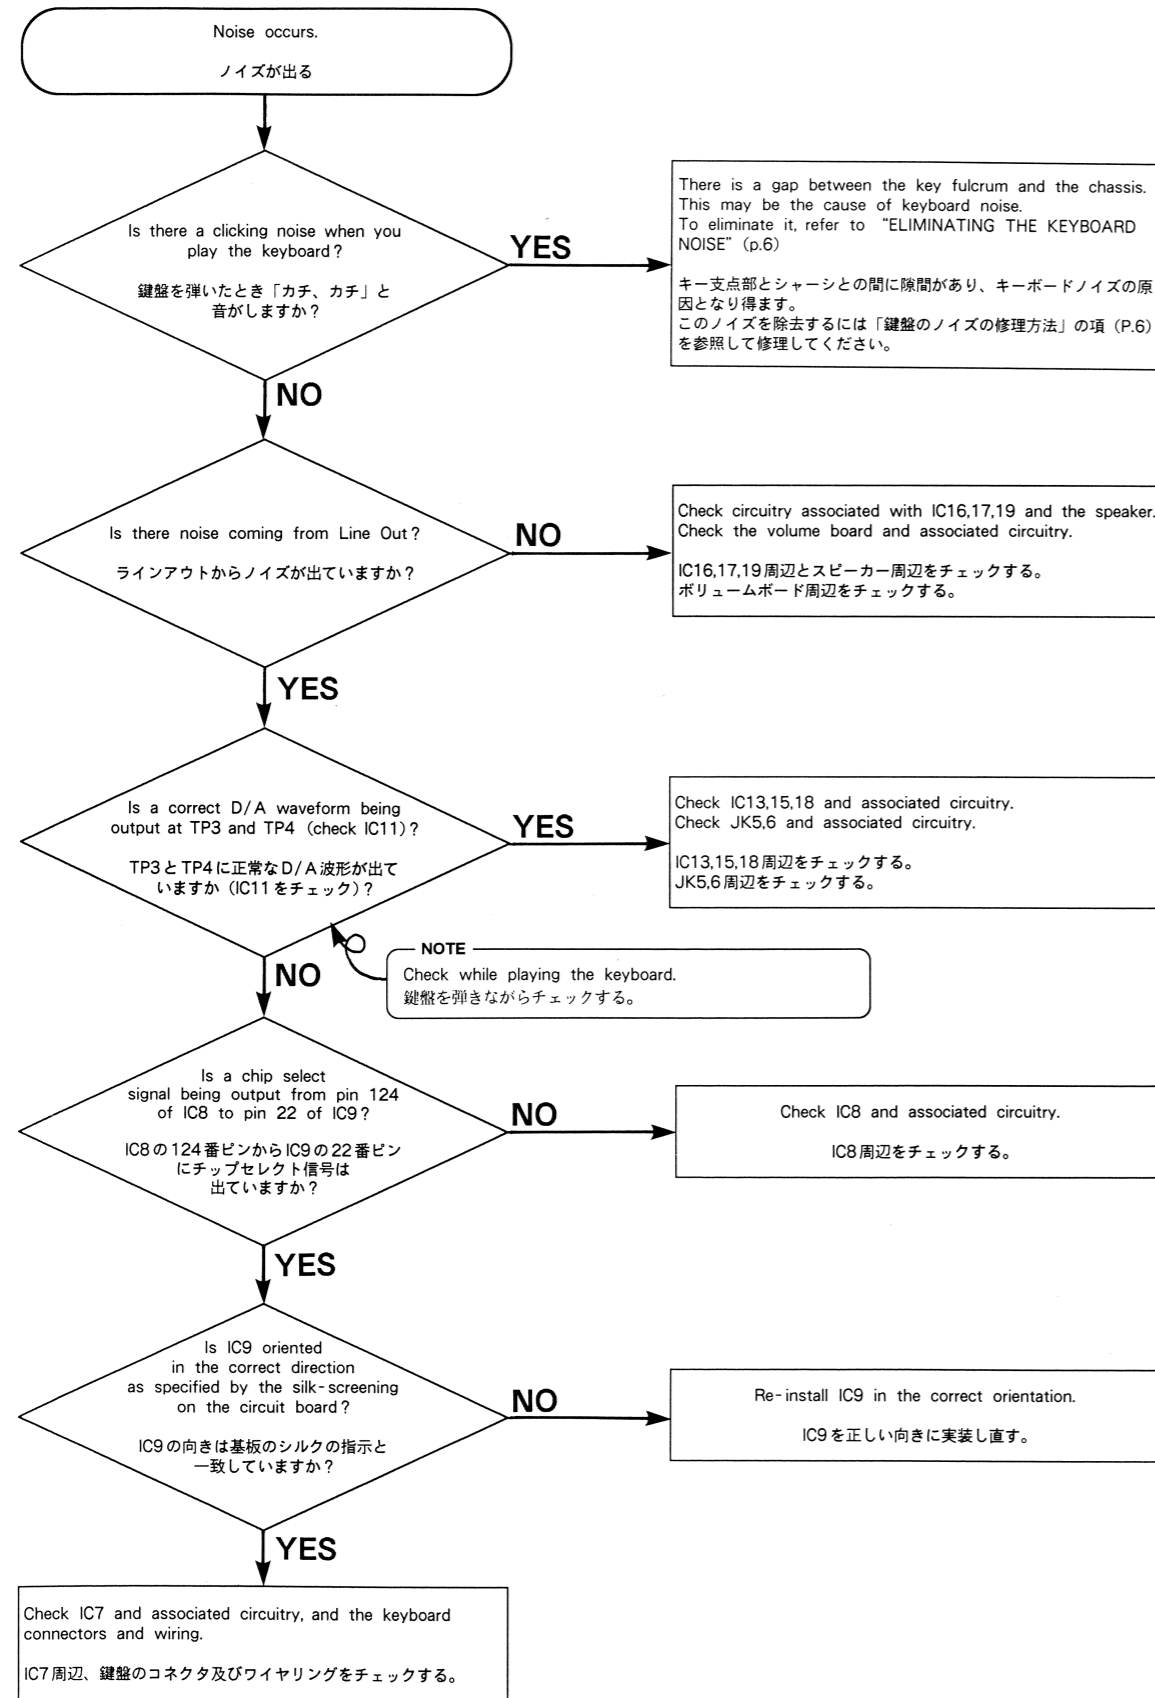 Noise occurs.
ノイズが出る
Is there a clicking noise when you
play the keyboard?
鍵盤を弾いたとき「カチ、カチ」と
音がしますか？
YES
There is a gap between the key fulcrum and the chassis.
This may be the cause of keyboard noise.
To eliminate it, refer to “ELIMINATING THE KEYBOARD
NOISE” (p.6)
キー支点部とシャーシとの間に隙間があり、キーボードノイズの原
因となり得ます。
このノイズを除去するには「鍵盤のノイズの修理方法」の項（P.6）
を参照して修理してください。
NO
Is there noise coming from Line Out?
ラインアウトからノイズが出ていますか？
NO
Check circuitry associated with IC16,17,19 and the speaker.
Check the volume board and associated circuitry.
IC16,17,19周辺とスピーカー周辺をチェックする。
ボリュームボード周辺をチェックする。
YES
Is a correct D/A waveform being
output at TP3 and TP4 (check IC11)?
TP3とTP4に正常なD/A波形が出て
いますか（IC11をチェック）？
YES
Check IC13,15,18 and associated circuitry.
Check JK5,6 and associated circuitry.
IC13,15,18周辺をチェックする。
JK5,6周辺をチェックする。
NOTE
Check while playing the keyboard.
鍵盤を弾きながらチェックする。
NO
Is a chip select
signal being output from pin 124
of IC8 to pin 22 of IC9?
IC8の124番ピンからIC9の22番ピン
にチップセレクト信号は
出ていますか？
NO
Check IC8 and associated circuitry.
IC8周辺をチェックする。
YES
Is IC9 oriented
in the correct direction
as specified by the silk-screening
on the circuit board?
IC9の向きは基板のシルクの指示と
一致していますか？
NO
Re-install IC9 in the correct orientation.
IC9を正しい向きに実装し直す。
YES
Check IC7 and associated circuitry, and the keyboard
connectors and wiring.
IC7周辺、鍵盤のコネクタ及びワイヤリングをチェックする。